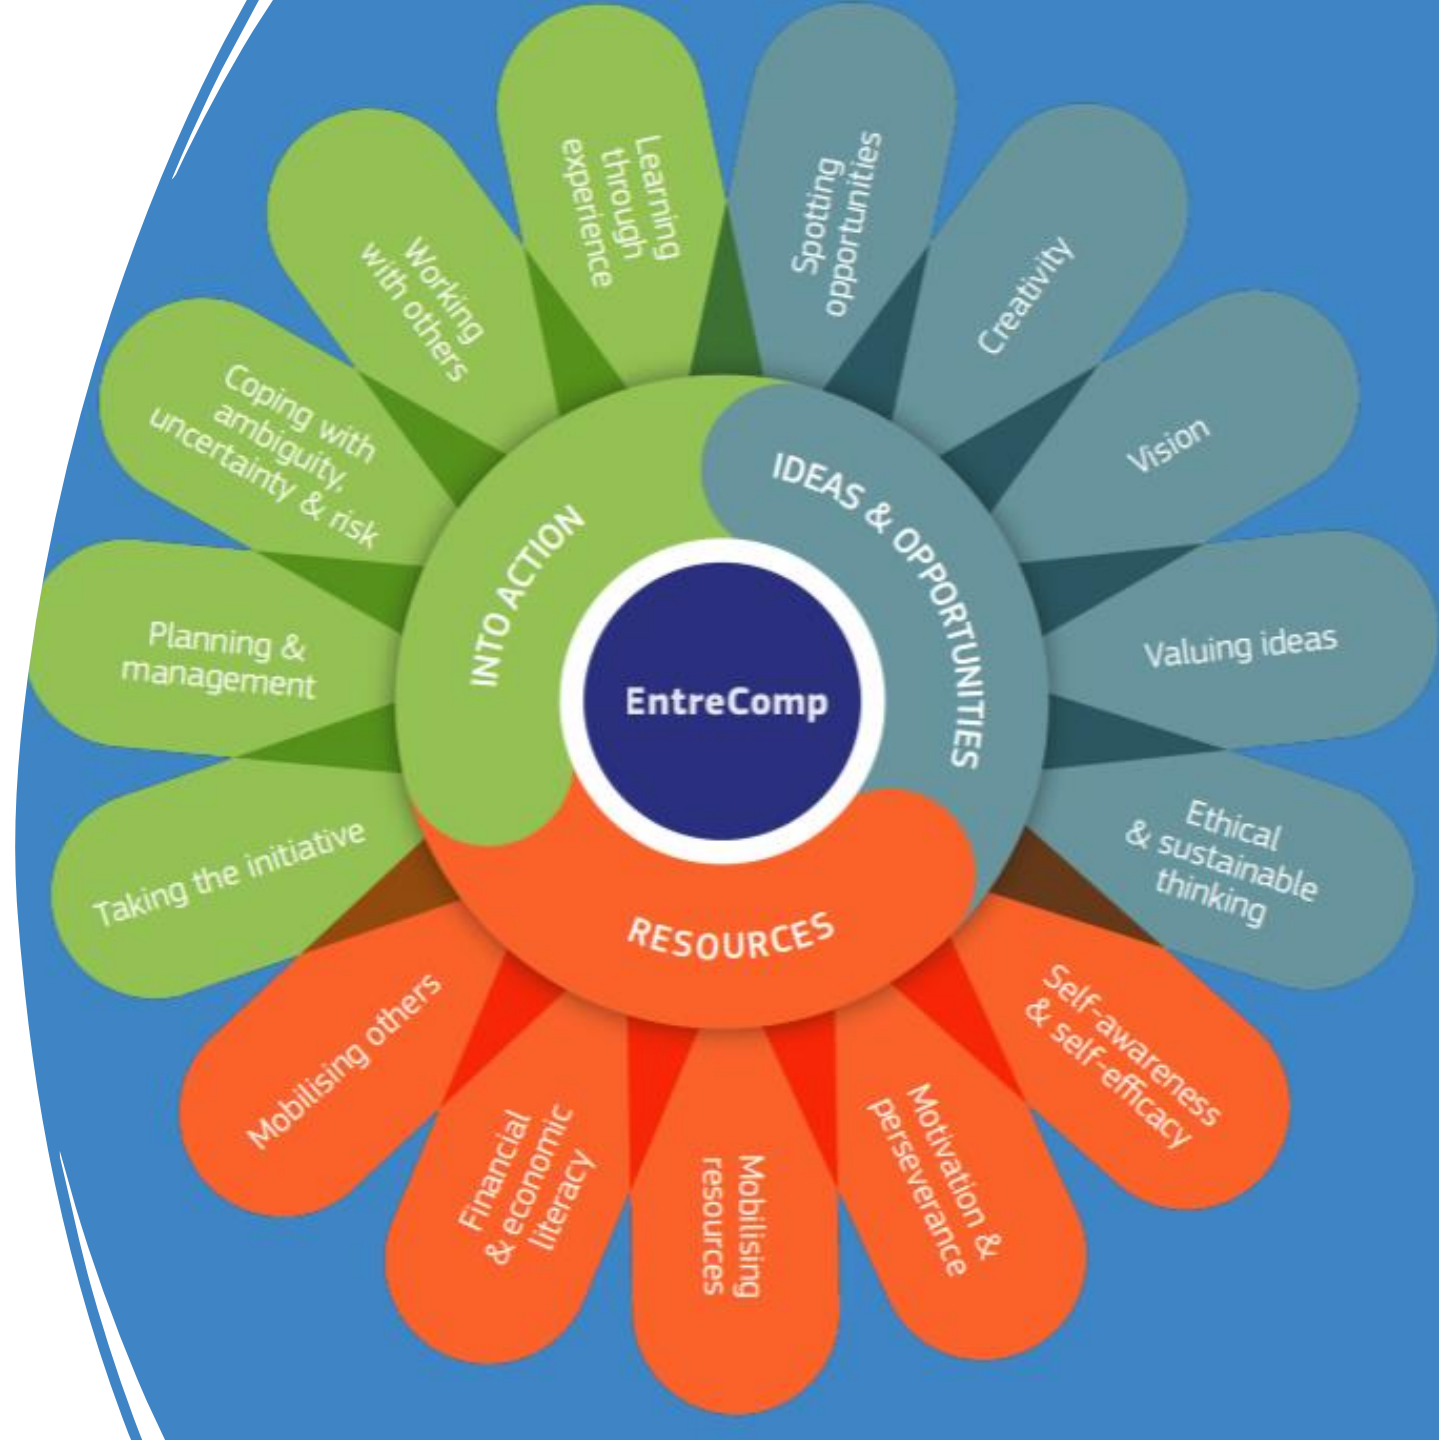 EntreComp
IDEAS & OPPORTUNITIES
Spotting
opportunities
Creativity
Vision
Valuing ideas
Ethical
& sustainable
thinking
RESOURCES
Self-awareness
& self-efficacy
Motivation &
perseverance
Mobilising
resources
Financial
& economic
literacy
Mobilising others
INTO ACTION
Taking the initiative
Planning &
management
Coping with
ambiguity,
uncertainty & risk
Working
with others
Learning
through
experience